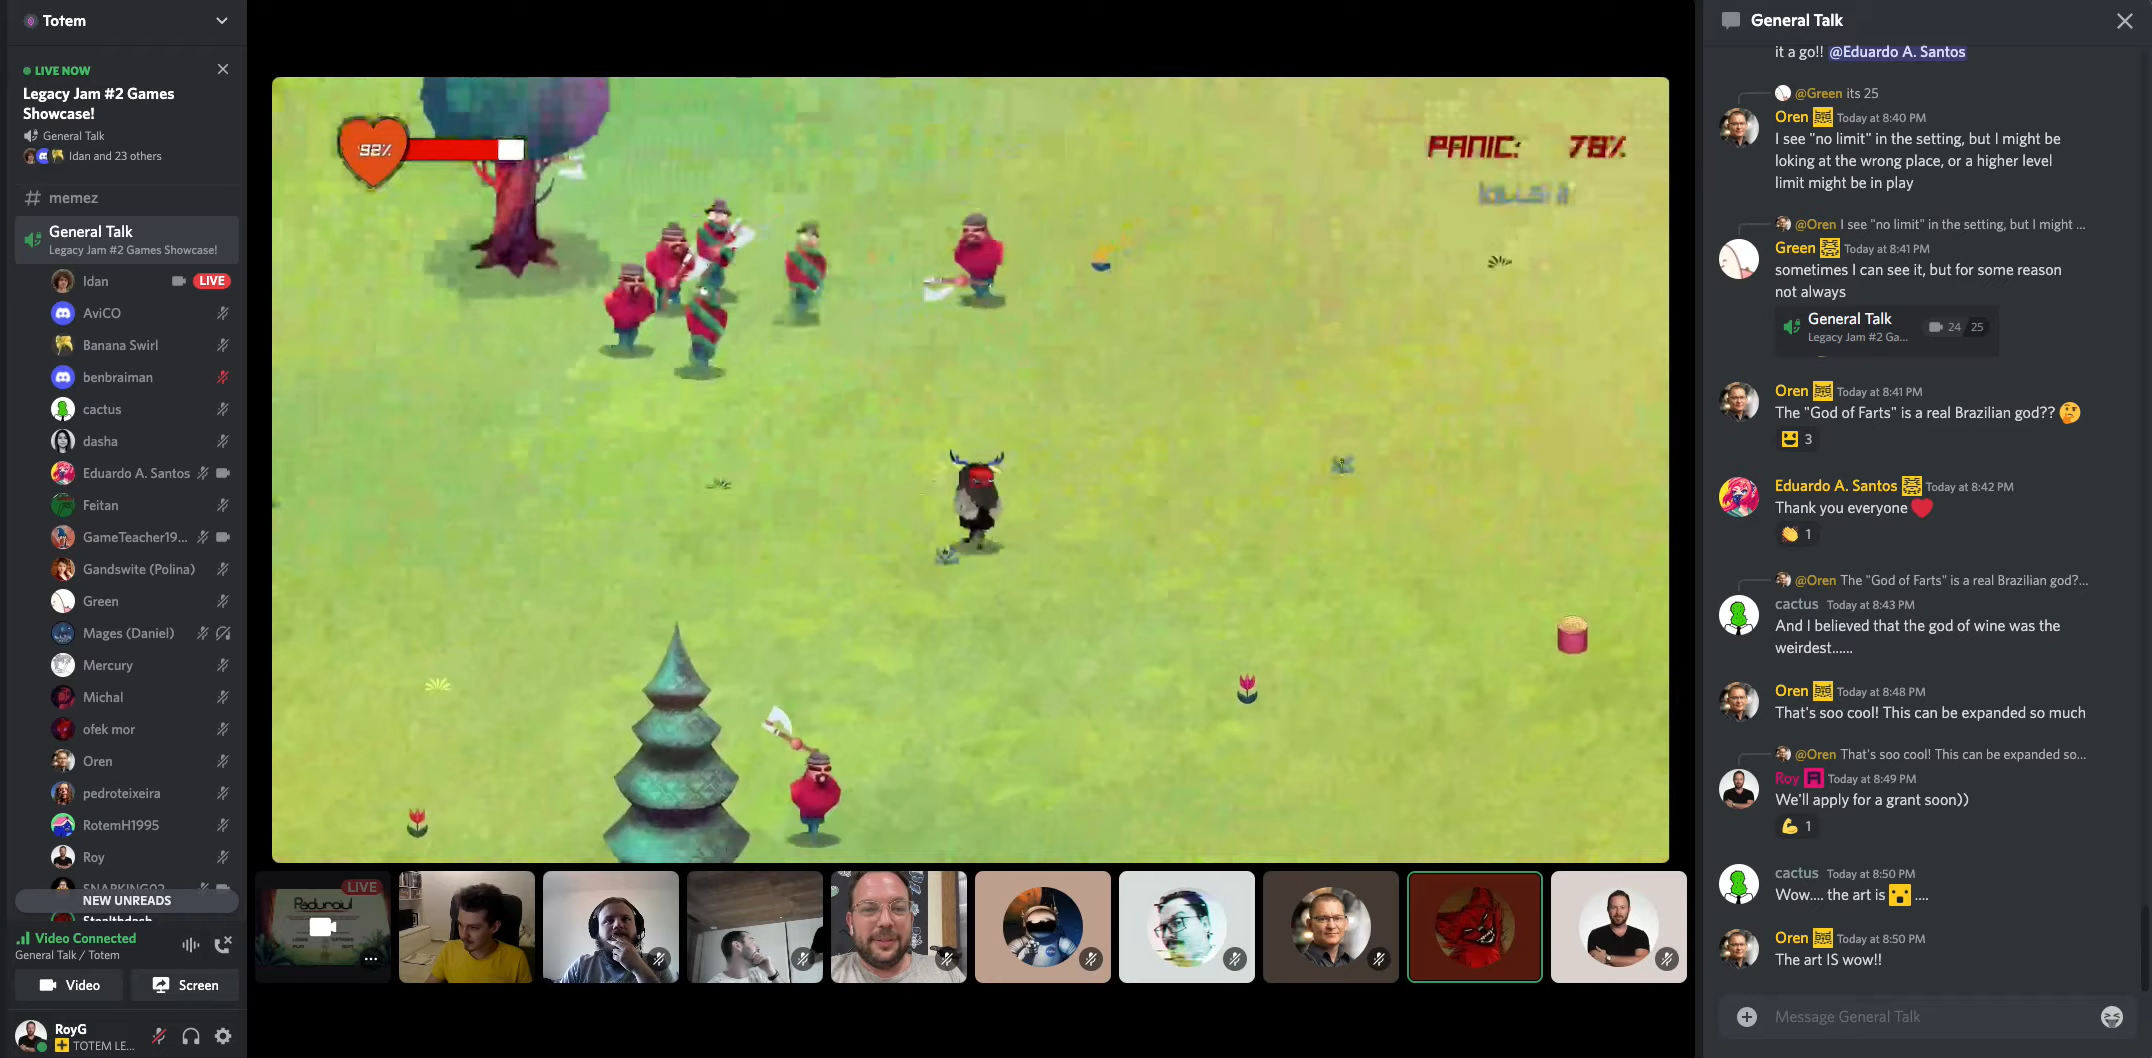 Totem
LIVE NOW
Legacy Jam #2 Games
Showcase!
General Talk
Idan and 23 others
# memez
General Talk
Legacy Jam #2 Games Showcase!
Idan
LIVE
AviCO
Banana Swirl
benbraiman
cactus
dasha
Eduardo A. Santos
Feitan
GameTeacher19...
Gandswite (Polina)
Green
Mages (Daniel)
Mercury
Michal
ofek mor
Oren
pedroteixeira
RotemH1995
Roy
SNARKING02
NEW UNREADS
Stealthdash
Video Connected
General Talk / Totem
Video
Screen
RoyG
TOTEM LE...
92%
PANIC: 78%
LIVE
General Talk
it a go!! @Eduardo A. Santos
@Green its 25
Oren Today at 8:40 PM
I see "no limit" in the setting, but I might be
loking at the wrong place, or a higher level
limit might be in play
@Oren I see "no limit" in the setting, but I might ...
Green Today at 8:41 PM
sometimes I can see it, but for some reason
not always
General Talk
24 25
Legacy Jam #2 Ga...
Oren Today at 8:41 PM
The "God of Farts" is a real Brazilian god?? 🤔
3
Eduardo A. Santos Today at 8:42 PM
Thank you everyone ❤️
1
@Oren The "God of Farts" is a real Brazilian god?...
cactus Today at 8:43 PM
And I believed that the god of wine was the
weirdest......
Oren Today at 8:48 PM
That's soo cool! This can be expanded so much
@Oren That's soo cool! This can be expanded so...
Roy Today at 8:49 PM
We'll apply for a grant soon))
1
cactus Today at 8:50 PM
Wow.... the art is ....
Oren Today at 8:50 PM
The art IS wow!!
Message General Talk